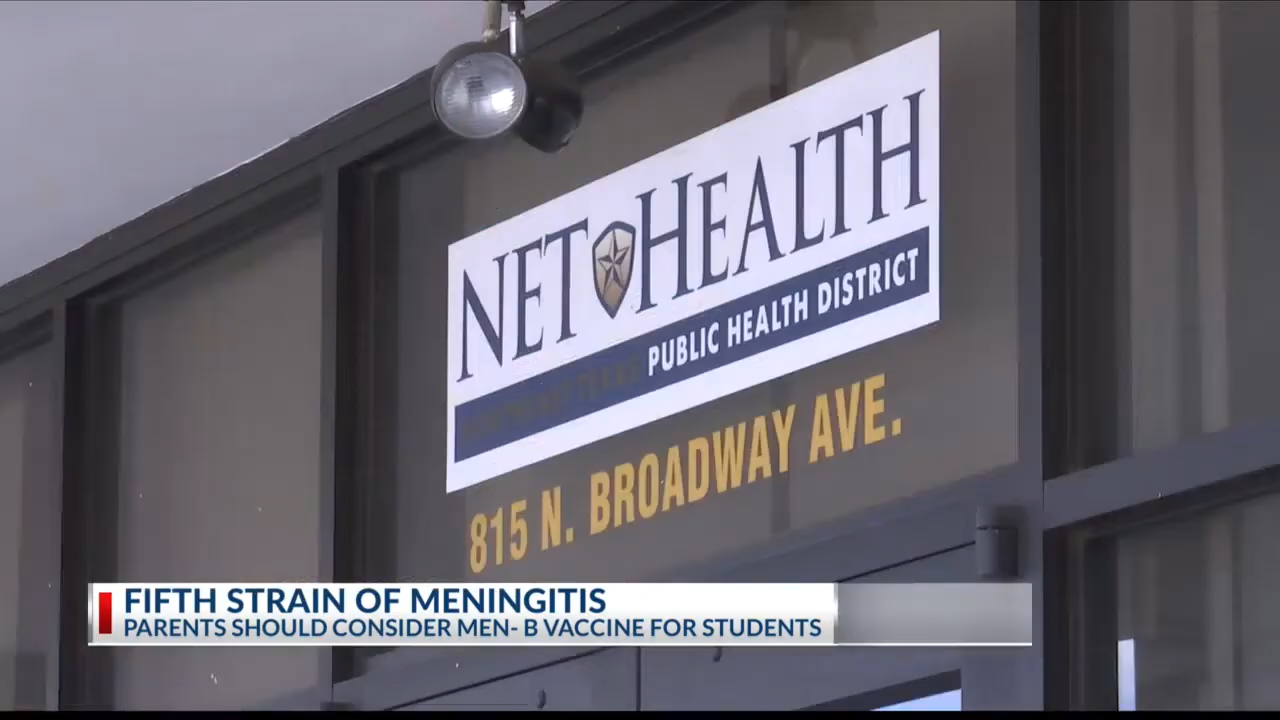 NET HEALTH
PUBLIC HEALTH DISTRICT
815 N. BROADWAY AVE.
FIFTH STRAIN OF MENINGITIS
PARENTS SHOULD CONSIDER MEN- B VACCINE FOR STUDENTS